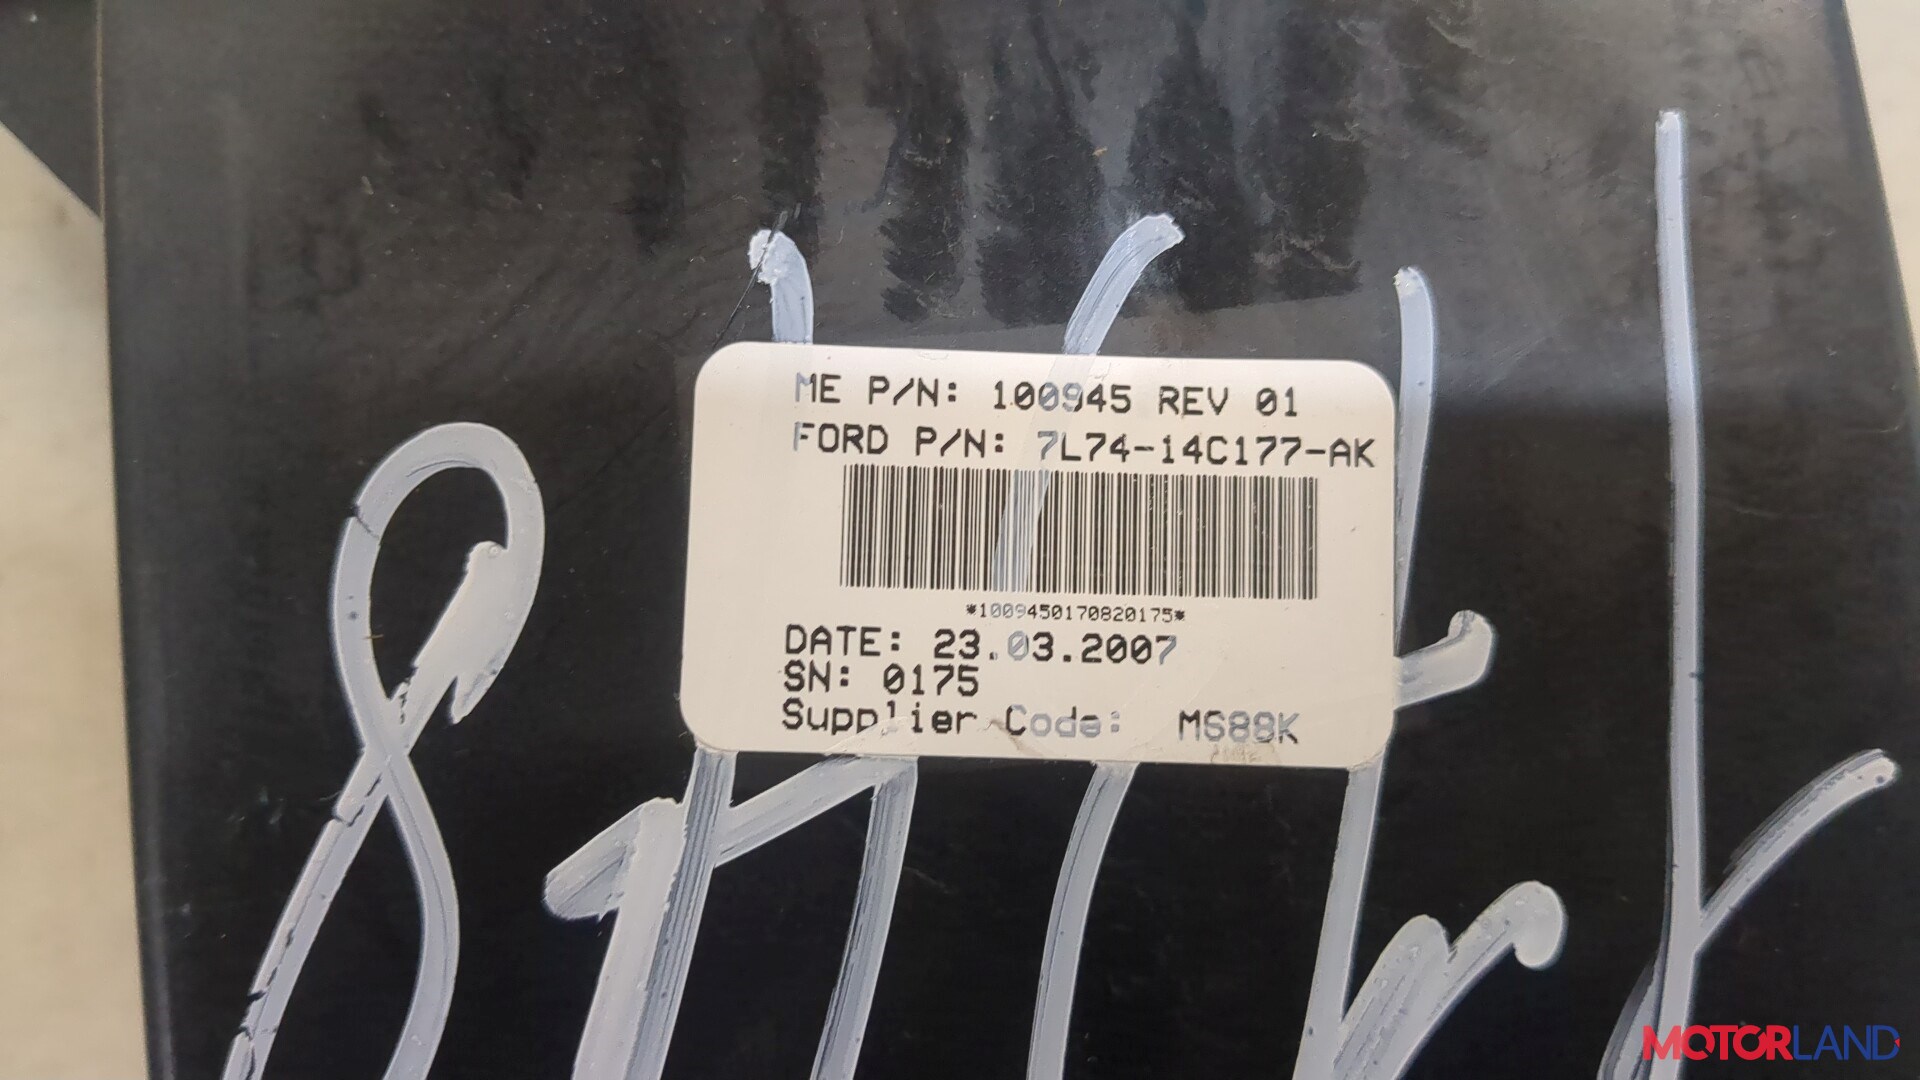 ME P/N: 100945 REV 01
FORD P/N: 7L74-14C177-AK
*1009450170820175*
DATE: 23.03.2007
SN: 0175
Supplier Code: MS88K
MOTORLAND